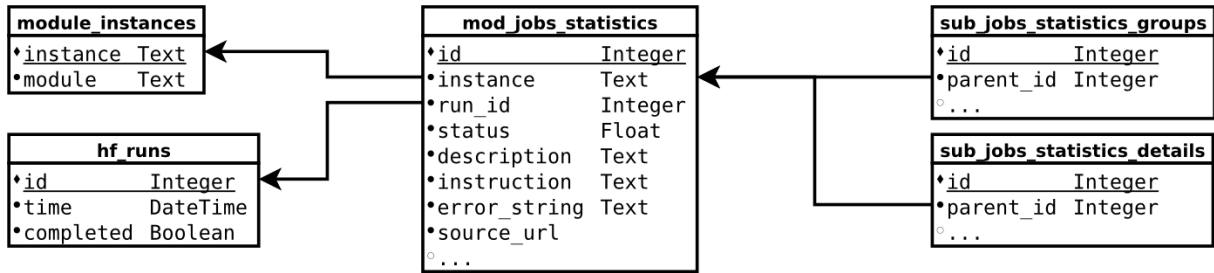 module_instances
instance Text
module Text
hf_runs
id Integer
time DateTime
completed Boolean
mod_jobs_statistics
id Integer
instance Text
run_id Integer
status Float
description Text
instruction Text
error_string Text
source_url
...
sub_jobs_statistics_groups
id Integer
parent_id Integer
...
sub_jobs_statistics_details
id Integer
parent_id Integer
...